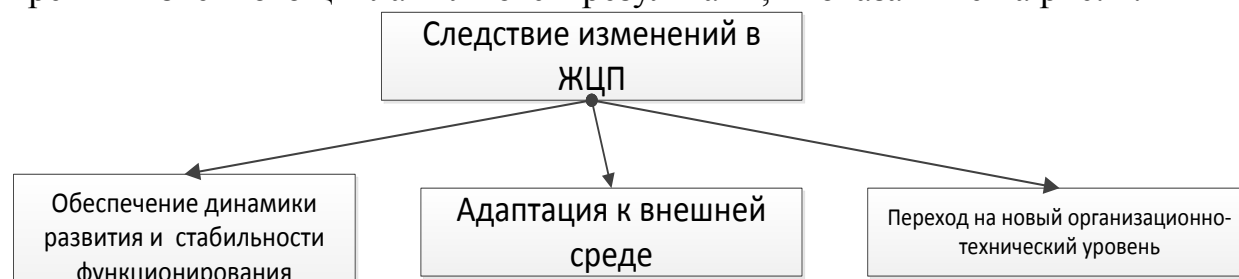 Следствие изменений в
ЖЦП
Обеспечение динамики
развития и стабильности
функционирования
Адаптация к внешней
среде
Переход на новый организационно-
технический уровень